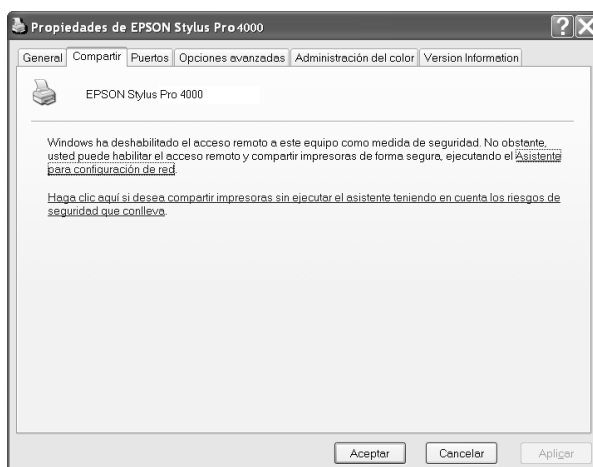 Propiedades de EPSON Stylus Pro4000
General Compartir Puertos Opciones avanzadas Administración del color Version Information
EPSON Stylus Pro 4000
Windows ha deshabilitado el acceso remoto a este equipo como medida de seguridad. No obstante,
usted puede habilitar el acceso remoto y compartir impresoras de forma segura, ejecutando el Asistente
para configuración de red.
Haga clic aquí si desea compartir impresoras sin ejecutar el asistente teniendo en cuenta los riesgos de
seguridad que conlleva.
Aceptar Cancelar Aplicar